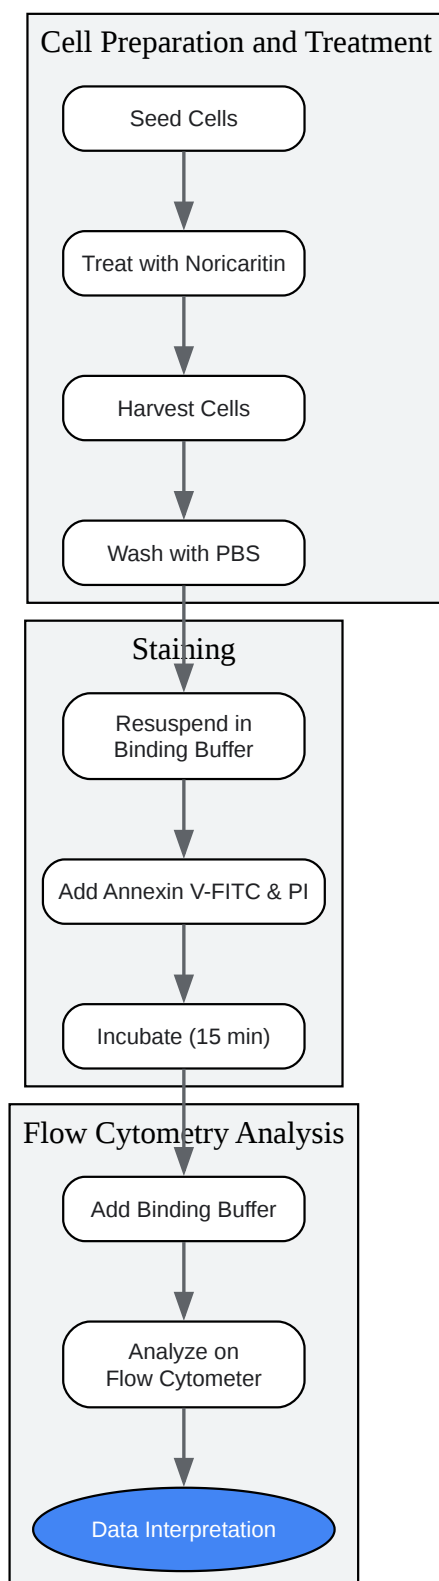 Cell Preparation and Treatment
Seed Cells
Treat with Noricaritin
Harvest Cells
Wash with PBS
Staining
Resuspend in
Binding Buffer
Add Annexin V-FITC & PI
Incubate (15 min)
Flow Cytometry Analysis
Add Binding Buffer
Analyze on
Flow Cytometer
Data Interpretation